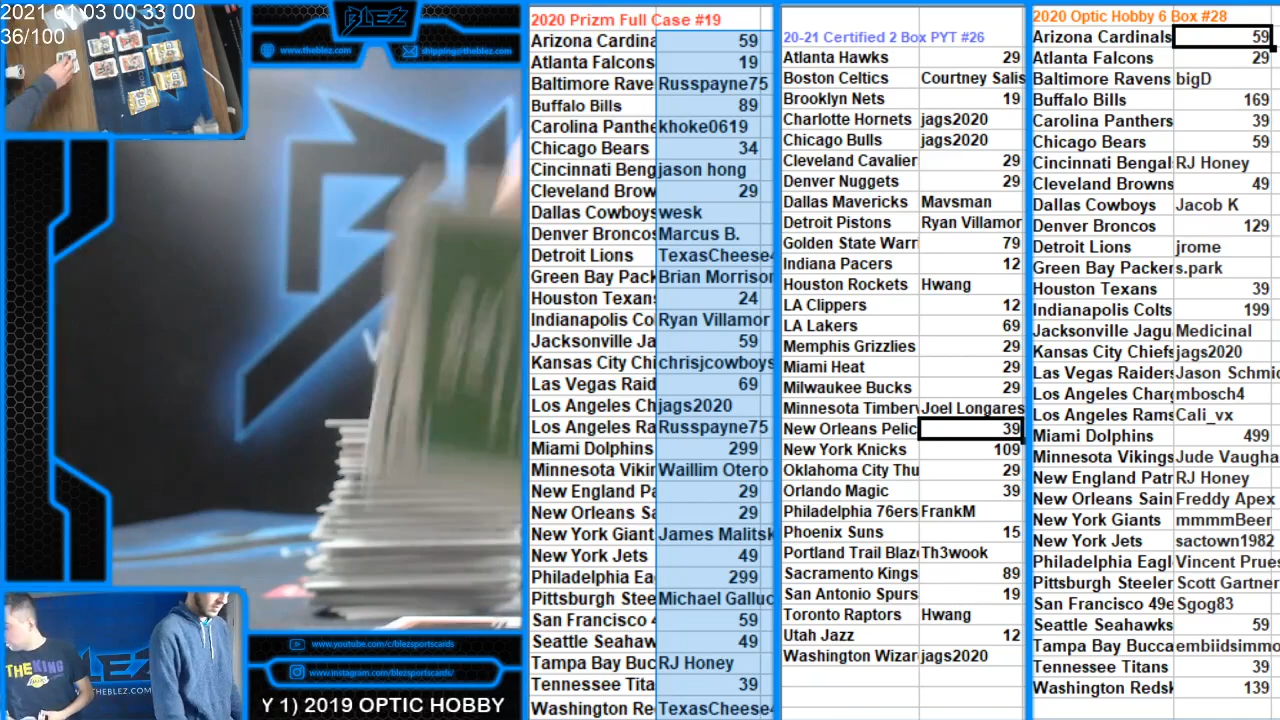 2021 01 03 00 33 00
36/100
BLEZ
www.theblez.com
shipping@theblez.com
THE KING
BLEZ
THEBLEZ.COM
www.youtube.com/c/blezsportscards
www.instagram.com/blezsportscards/
Y 1) 2019 OPTIC HOBBY
2020 Prizm Full Case #19
Arizona Cardina 59
Atlanta Falcons 19
Baltimore Rave Russpayne75
Buffalo Bills 89
Carolina Panthe khoke0619
Chicago Bears 34
Cincinnati Beng jason hong
Cleveland Brow 29
Dallas Cowboys wesk
Denver Broncos Marcus B.
Detroit Lions TexasCheese4
Green Bay Pack Brian Morrison
Houston Texans 24
Indianapolis Co Ryan Villamor
Jacksonville Ja 59
Kansas City Chi chrisjcowboys
Las Vegas Raid 69
Los Angeles Ch jags2020
Los Angeles Ra Russpayne75
Miami Dolphins 299
Minnesota Vikin Waillim Otero
New England Pa 29
New Orleans Sa 29
New York Giant James Malitsk
New York Jets 49
Philadelphia Ea 299
Pittsburgh Stee Michael Galluc
San Francisco 4 59
Seattle Seahaw 49
Tampa Bay Buc RJ Honey
Tennessee Titan 39
Washington Re TexasCheese4
20-21 Certified 2 Box PYT #26
Atlanta Hawks 29
Boston Celtics Courtney Salis
Brooklyn Nets 19
Charlotte Hornets jags2020
Chicago Bulls jags2020
Cleveland Cavalier 29
Denver Nuggets 29
Dallas Mavericks Mavsman
Detroit Pistons Ryan Villamor
Golden State Warr 79
Indiana Pacers 12
Houston Rockets Hwang
LA Clippers 12
LA Lakers 69
Memphis Grizzlies 29
Miami Heat 29
Milwaukee Bucks 29
Minnesota Timber Joel Longares
New Orleans Pelic 39
New York Knicks 109
Oklahoma City Thu 29
Orlando Magic 39
Philadelphia 76ers FrankM
Phoenix Suns 15
Portland Trail Blaz Th3wook
Sacramento Kings 89
San Antonio Spurs 19
Toronto Raptors Hwang
Utah Jazz 12
Washington Wizar jags2020
2020 Optic Hobby 6 Box #28
Arizona Cardinals 59
Atlanta Falcons 29
Baltimore Ravens bigD
Buffalo Bills 169
Carolina Panthers 39
Chicago Bears 59
Cincinnati Bengal RJ Honey
Cleveland Browns 49
Dallas Cowboys Jacob K
Denver Broncos 129
Detroit Lions jrome
Green Bay Packer s.park
Houston Texans 39
Indianapolis Colts 199
Jacksonville Jagu Medicinal
Kansas City Chiefs jags2020
Las Vegas Raiders Jason Schmid
Los Angeles Char mbosch4
Los Angeles Rams Cali_vx
Miami Dolphins 499
Minnesota Vikings Jude Vaugha
New England Patr RJ Honey
New Orleans Sain Freddy Apex
New York Giants mmmmBeer
New York Jets sactown1982
Philadelphia Eagl Vincent Prues
Pittsburgh Steeler Scott Gartner
San Francisco 49e Sgog83
Seattle Seahawks 59
Tampa Bay Bucca embiidsimmo
Tennessee Titans 39
Washington Redsk 139